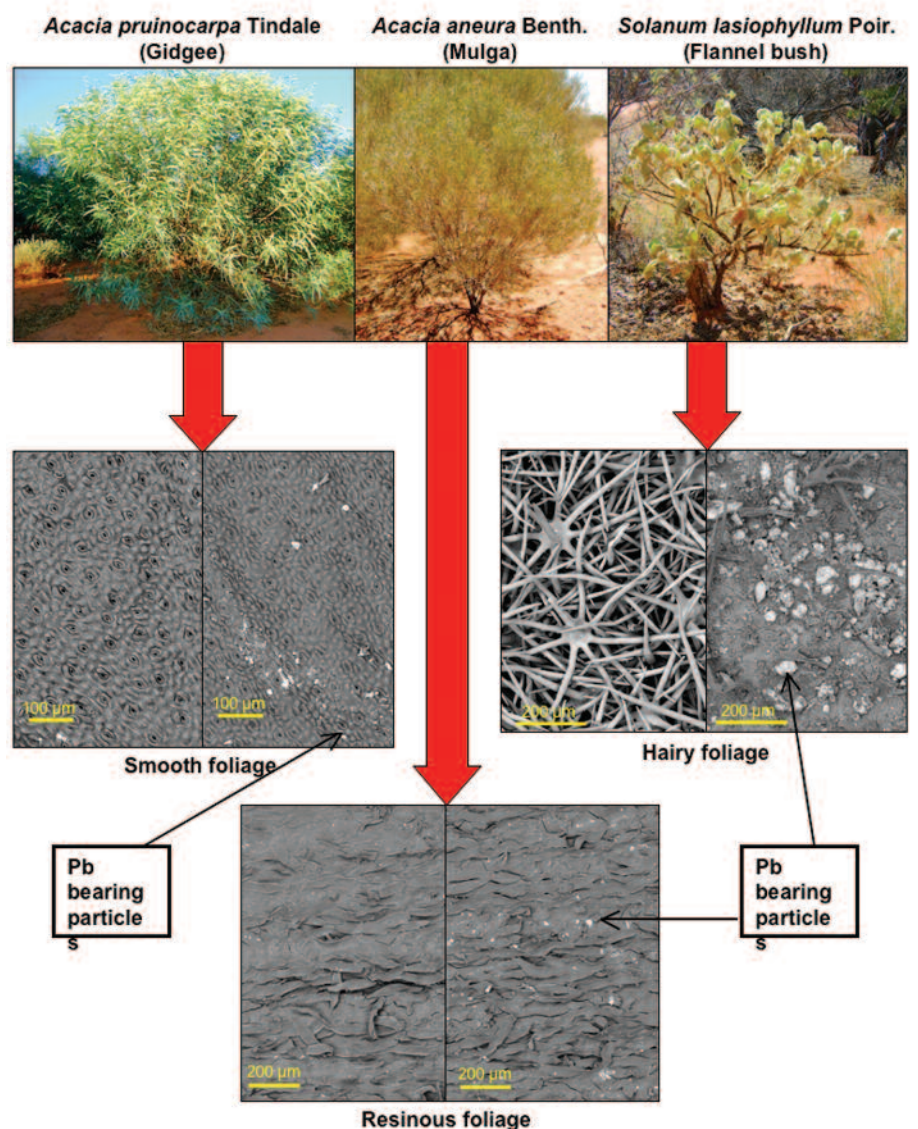 Acacia pruinocarpa Tindale
(Gidgee)
Acacia aneura Benth.
(Mulga)
Solanum lasiophyllum Poir.
(Flannel bush)
100 µm
100 µm
200 µm
200 µm
Smooth foliage
Hairy foliage
Pb
bearing
particle
s
Pb
bearing
particle
s
200 µm
200 µm
Resinous foliage